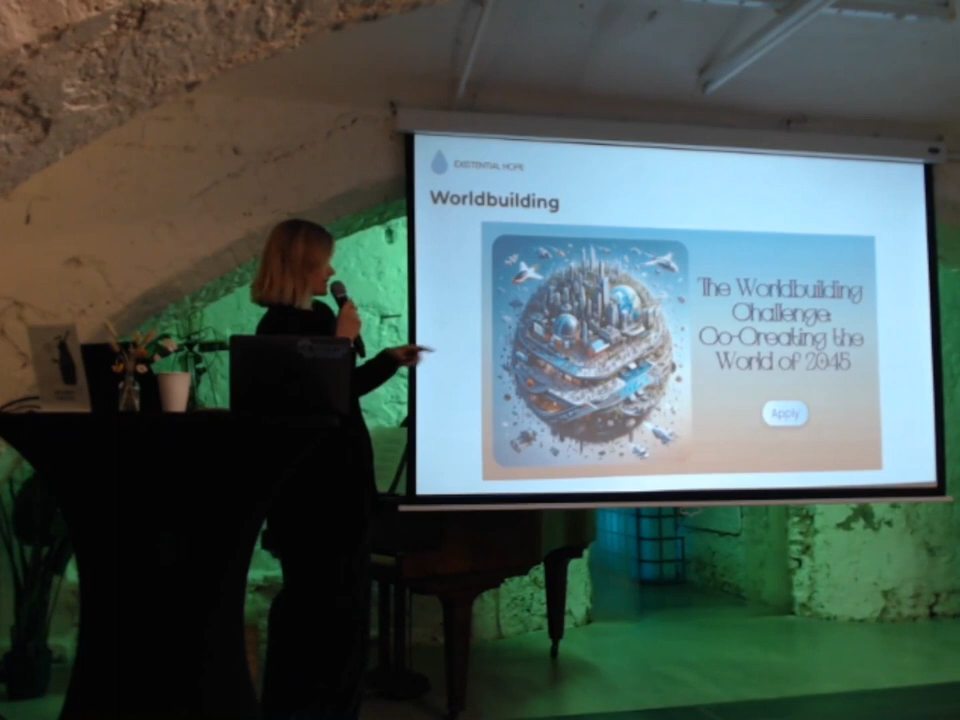 EXISTENTIAL HOPE
Worldbuilding
The Worldbuilding
Challenge:
Co-Creating the
World of 2045
Apply